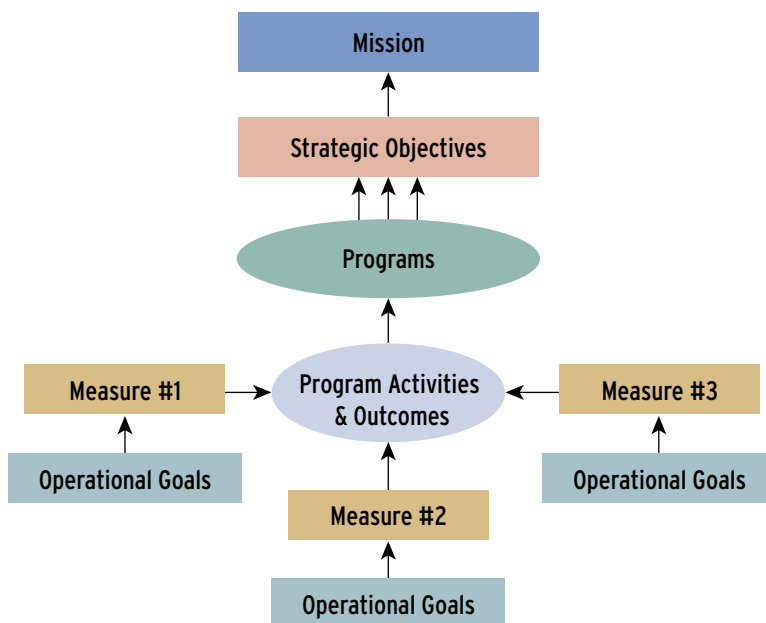 Mission
Strategic Objectives
Programs
Program Activities
& Outcomes
Measure #1
Measure #3
Operational Goals
Operational Goals
Measure #2
Operational Goals